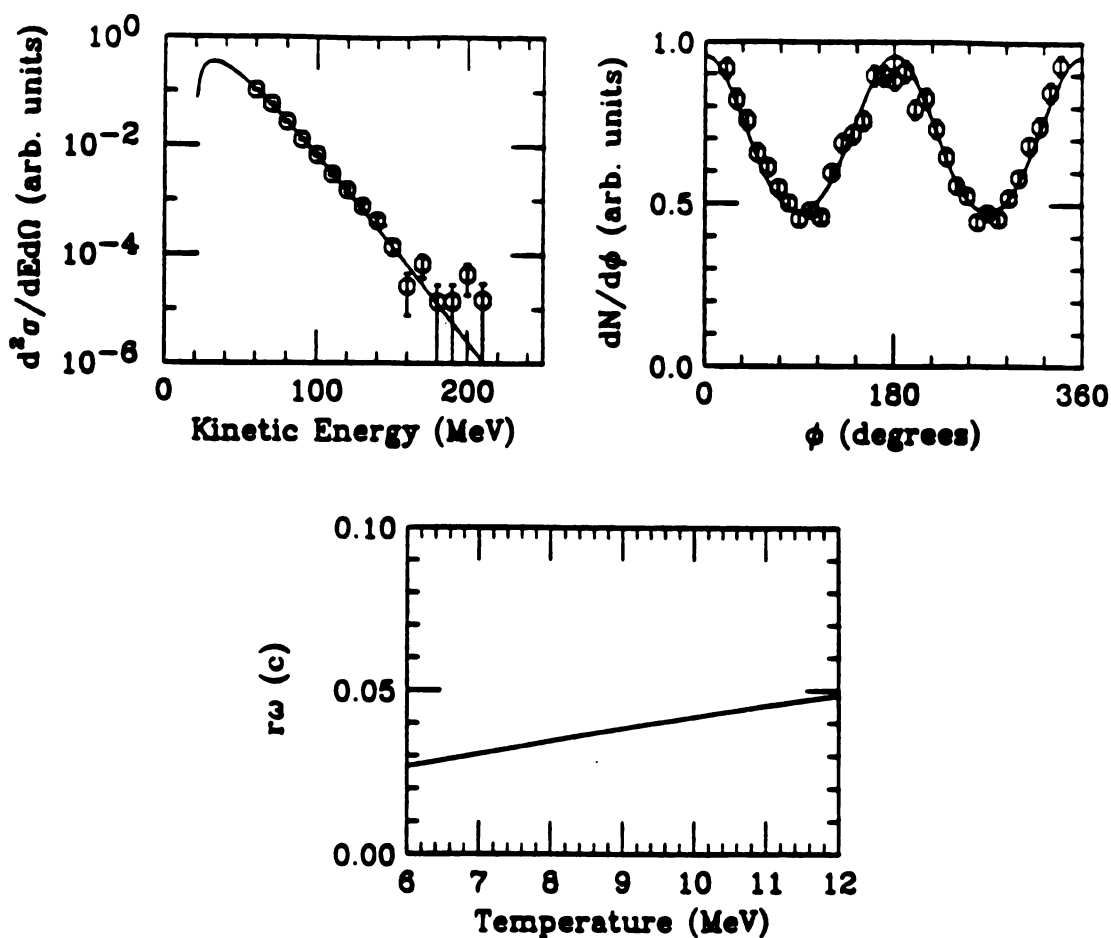 d²σ/dEdΩ (arb. units)
10⁰
10⁻²
10⁻⁴
10⁻⁶
0 100 200
Kinetic Energy (MeV)
dN/dϕ (arb. units)
1.0
0.5
0.0
0 180 360
ϕ (degrees)
rω (c)
0.10
0.05
0.00
6 7 8 9 10 11 12
Temperature (MeV)